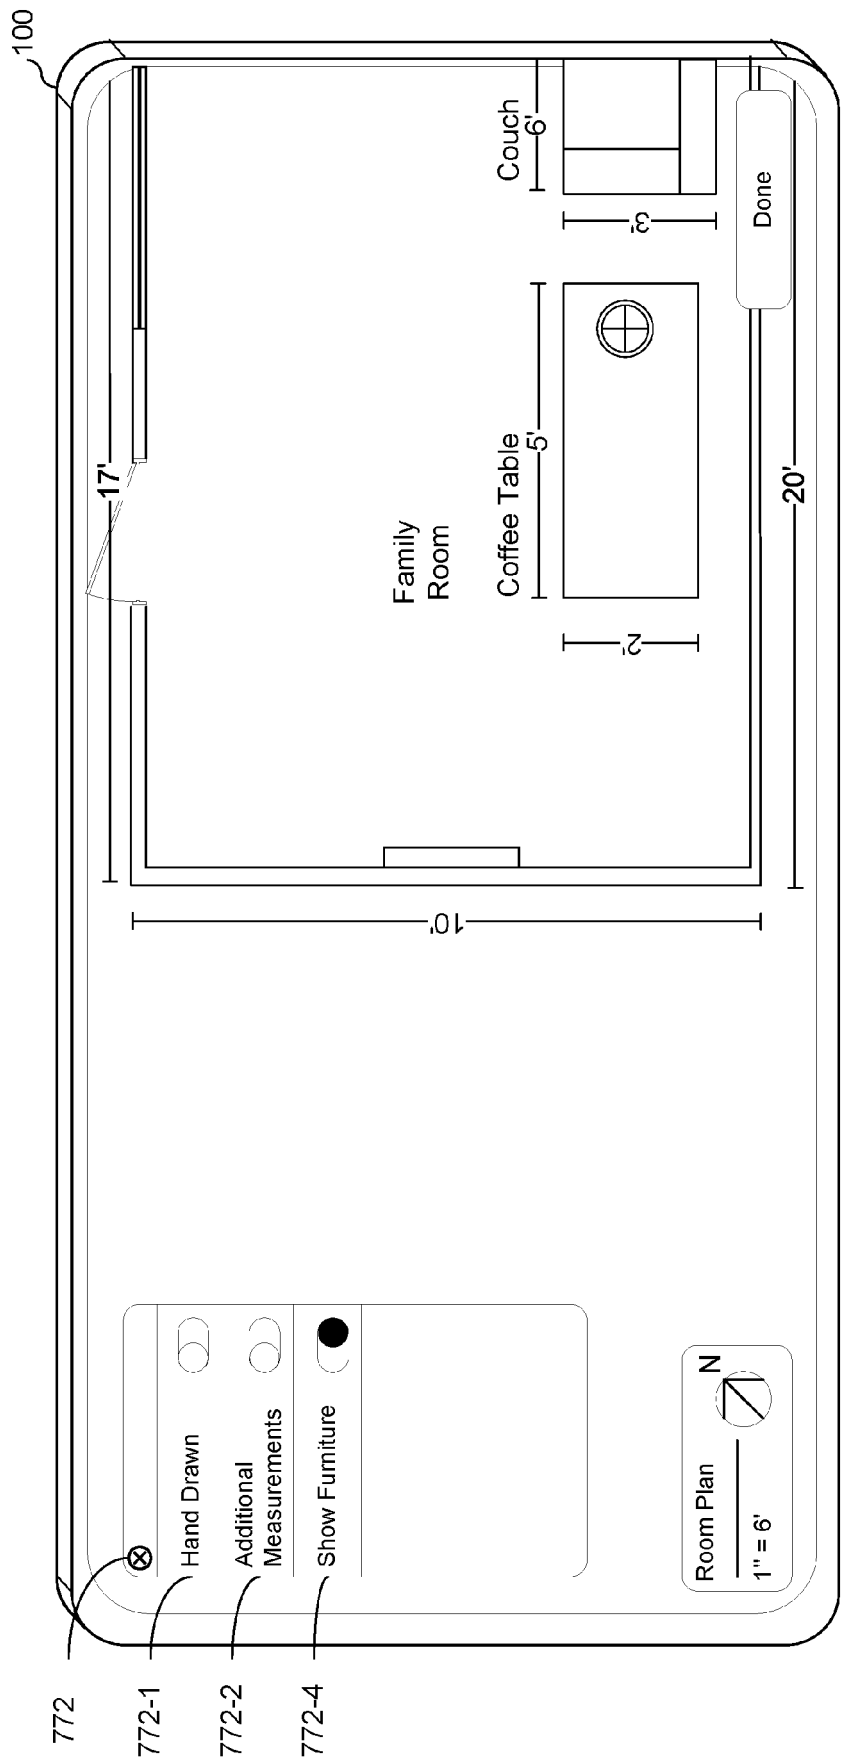 100
772
772-1
772-2
772-4
Hand Drawn
Additional
Measurements
Show Furniture
Room Plan
N
1" = 6'
17'
10'
Family
Room
Coffee Table
5'
2'
Couch
9'
3'
Done
20'